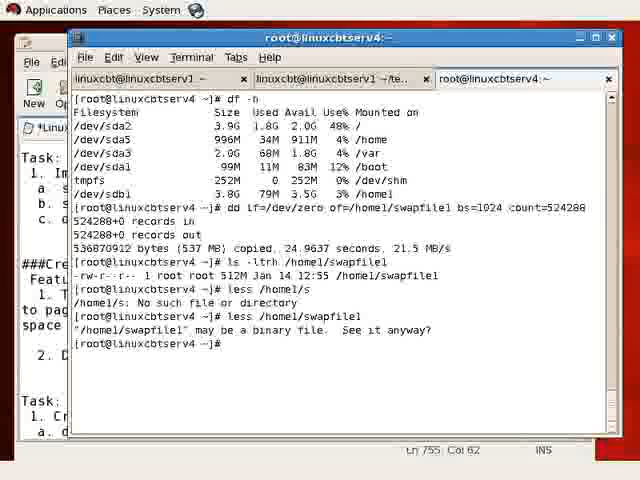 Applications Places System
root@linuxcbtserv4:~
File Edit View Terminal Tabs Help
linuxcbt@linuxcbtserv1 ~
linuxcbt@linuxcbtserv1 ~/te...
root@linuxcbtserv4:~
[root@linuxcbtserv4 ~]# df -h
Filesystem Size Used Avail Use% Mounted on
/dev/sda2 3.9G 1.8G 2.0G 48% /
/dev/sda5 996M 34M 911M 4% /home
/dev/sda3 2.0G 68M 1.8G 4% /var
/dev/sda1 99M 11M 83M 12% /boot
tmpfs 252M 0 252M 0% /dev/shm
/dev/sdb1 3.8G 79M 3.5G 3% /home1
[root@linuxcbtserv4 ~]# dd if=/dev/zero of=/home1/swapfile1 bs=1024 count=524288
524288+0 records in
524288+0 records out
536870912 bytes (537 MB) copied, 24.9637 seconds, 21.5 MB/s
[root@linuxcbtserv4 ~]# ls -ltrh /home1/swapfile1
-rw-r--r-- 1 root root 512M Jan 14 12:55 /home1/swapfile1
[root@linuxcbtserv4 ~]# less /home1/s
/home1/s: No such file or directory
[root@linuxcbtserv4 ~]# less /home1/swapfile1
"/home1/swapfile1" may be a binary file. See it anyway?
[root@linuxcbtserv4 ~]#
File Edi
New Op
*Linu
Task:
1. Im
a. s
b. s
c. o
###Cre
Featu
1. T
to pag
space
2. D
Task:
1. Cr
a. d
Ln 755, Col 62 INS